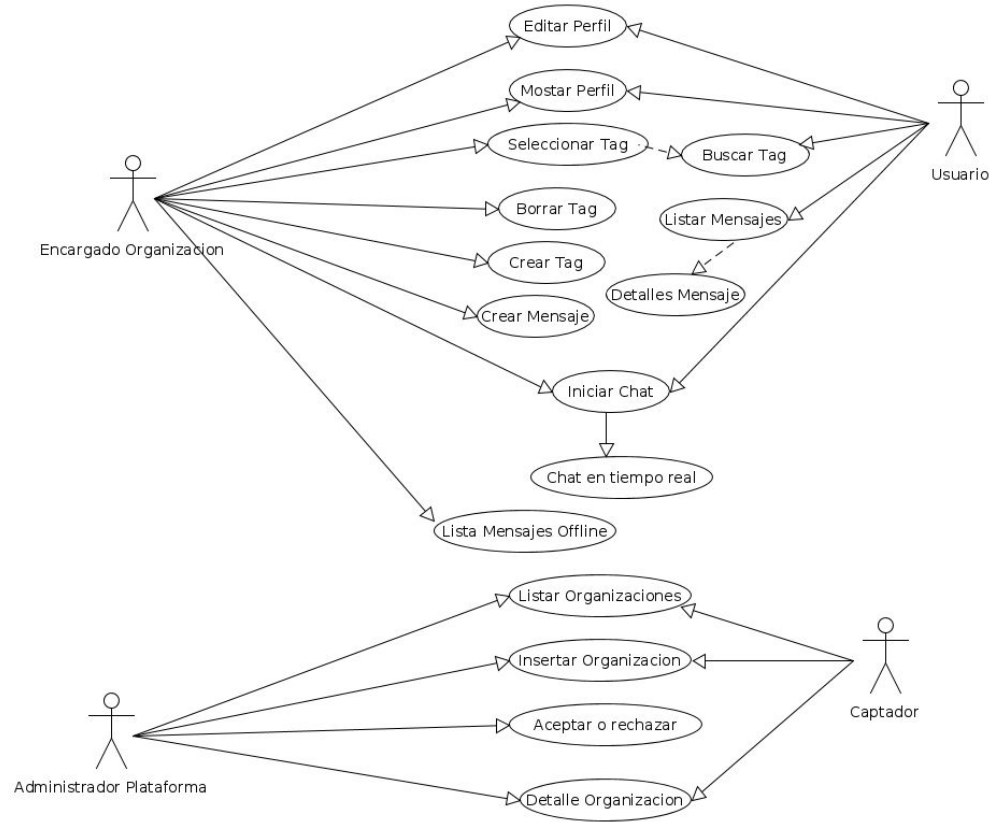 Editar Perfil
Mostar Perfil
Seleccionar Tag
Buscar Tag
Usuario
Borrar Tag
Listar Mensajes
Encargado Organizacion
Crear Tag
Detalles Mensaje
Crear Mensaje
Iniciar Chat
Chat en tiempo real
Lista Mensajes Offline
Listar Organizaciones
Insertar Organizacion
Captador
Aceptar o rechazar
Administrador Plataforma
Detalle Organizacion